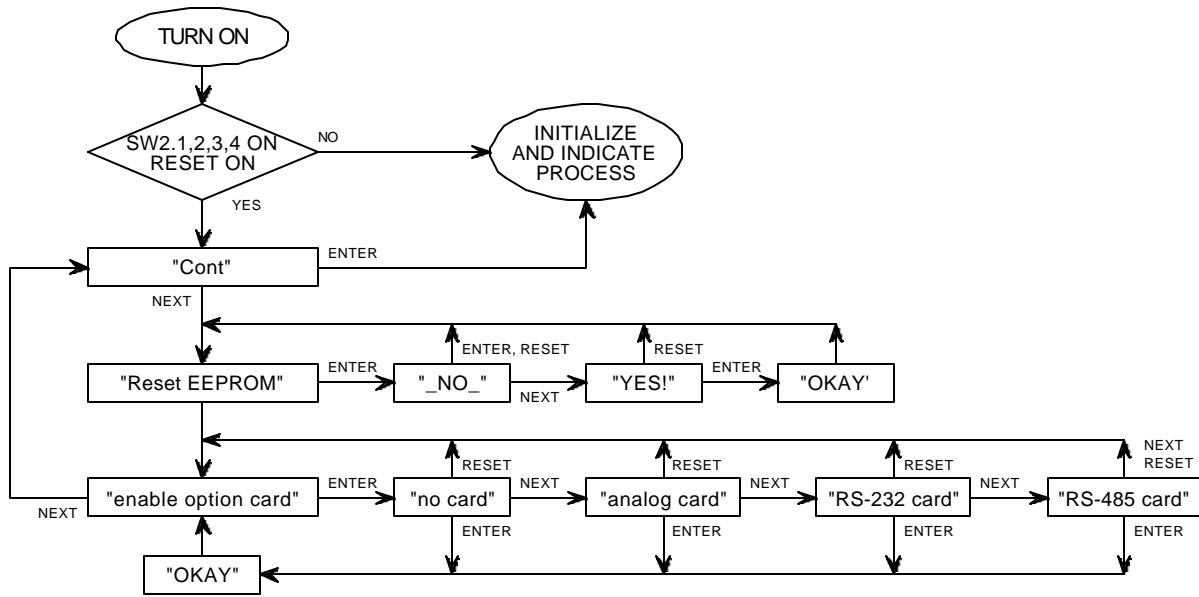 TURN ON
SW2.1,2,3,4 ON
RESET ON
NO
INITIALIZE
AND INDICATE
PROCESS
YES
"Cont"
ENTER
NEXT
ENTER, RESET
RESET
"Reset EEPROM"
ENTER
"_NO_"
NEXT
"YES!"
ENTER
"OKAY'
RESET
RESET
RESET
NEXT
RESET
"enable option card"
ENTER
"no card"
NEXT
"analog card"
NEXT
"RS-232 card"
NEXT
"RS-485 card"
NEXT
ENTER
ENTER
ENTER
ENTER
"OKAY"